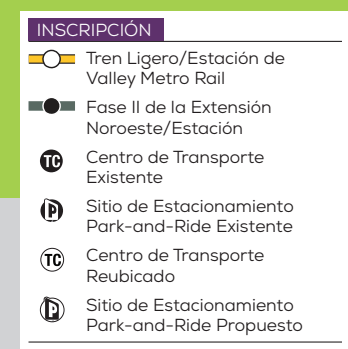 INSCRIPCIÓN
Tren Ligero/Estación de
Valley Metro Rail
Fase II de la Extensión
Noroeste/Estación
TC Centro de Transporte
Existente
P Sitio de Estacionamiento
Park-and-Ride Existente
TC Centro de Transporte
Reubicado
P Sitio de Estacionamiento
Park-and-Ride Propuesto